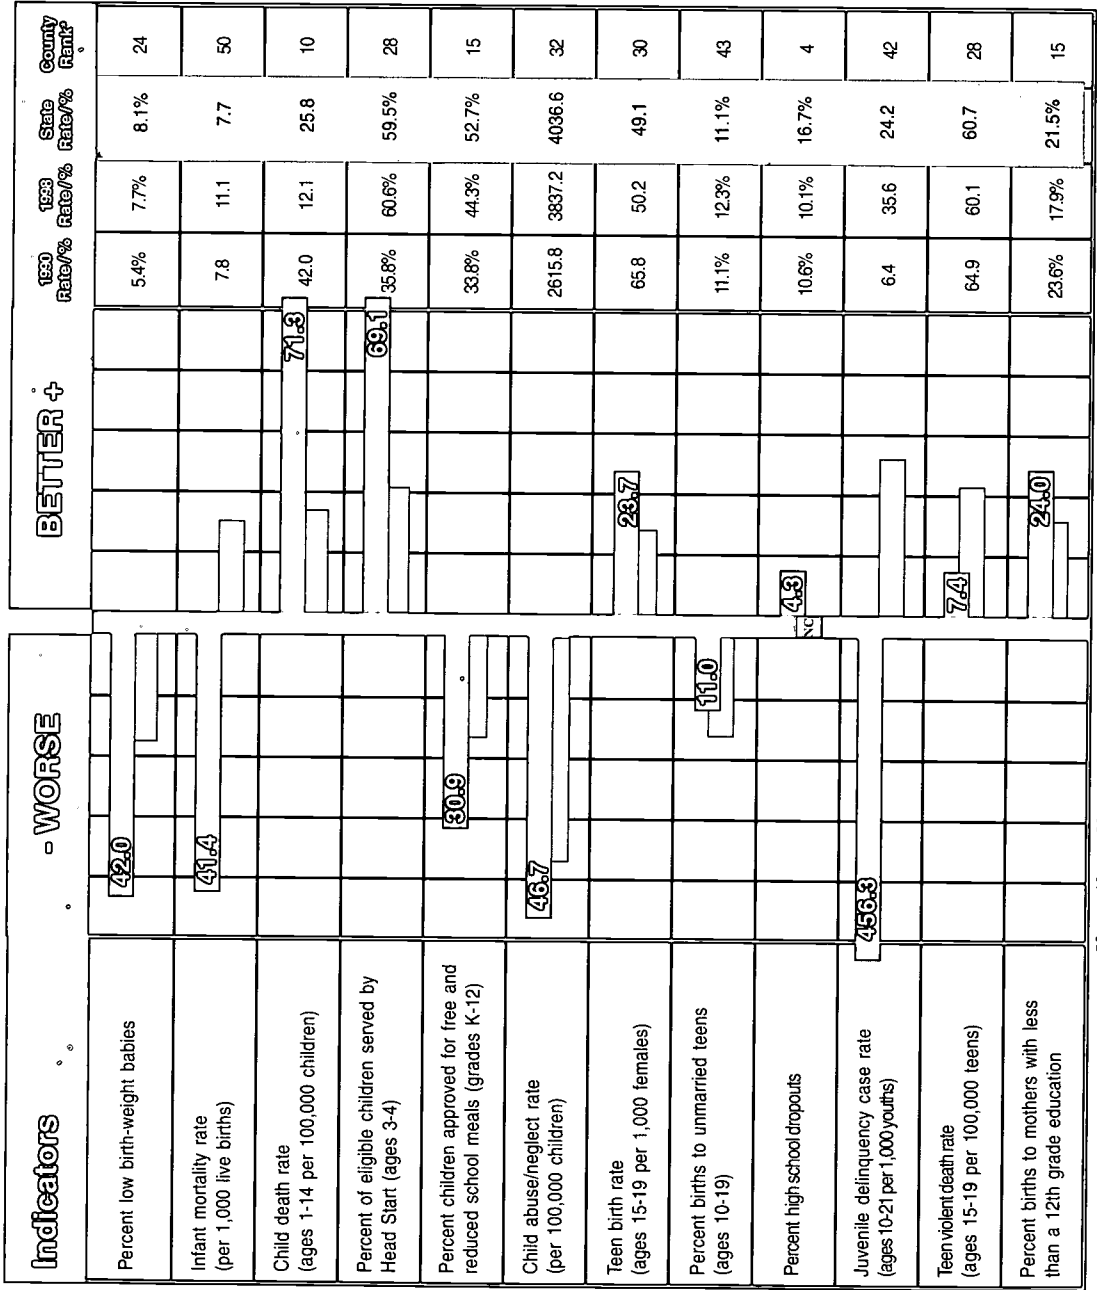 Indicators - WORSE BETTER + 1990 Rate/% 1998 Rate/% State Rate/% County Rank³
Percent low birth-weight babies 42.0 5.4% 7.7% 8.1% 24
Infant mortality rate
(per 1,000 live births) 41.4 7.8 11.1 7.7 50
Child death rate
(ages 1-14 per 100,000 children) 71.3 42.0 12.1 25.8 10
Percent of eligible children served by
Head Start (ages 3-4) 69.1 35.8% 60.6% 59.5% 28
Percent children approved for free and
reduced school meals (grades K-12) 30.9 33.8% 44.3% 52.7% 15
Child abuse/neglect rate
(per 100,000 children) 46.7 2615.8 3837.2 4036.6 32
Teen birth rate
(ages 15-19 per 1,000 females) 23.7 65.8 50.2 49.1 30
Percent births to unmarried teens
(ages 10-19) 11.0 11.1% 12.3% 11.1% 43
Percent high school dropouts NC 4.3 10.6% 10.1% 16.7% 4
Juvenile delinquency case rate
(ages 10-21 per 1,000 youths) 456.3 6.4 35.6 24.2 42
Teen violent death rate
(ages 15-19 per 100,000 teens) 7.4 64.9 60.1 60.7 28
Percent births to mothers with less
than a 12th grade education 24.0 23.6% 17.9% 21.5% 15